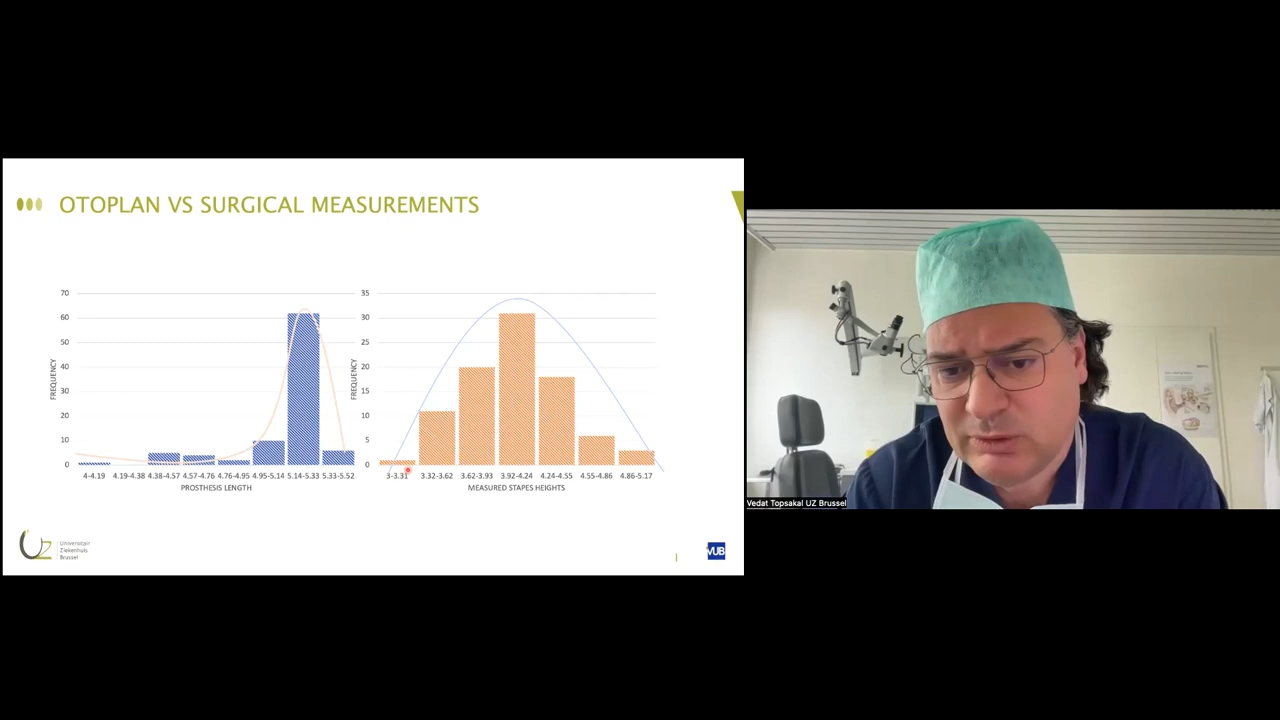 OTOPLAN VS SURGICAL MEASUREMENTS
70
60
50
40
30
20
10
0
FREQUENCY
4-4.19 4.19-4.38 4.38-4.57 4.57-4.76 4.76-4.95 4.95-5.14 5.14-5.33 5.33-5.52
PROSTHESIS LENGTH
35
30
25
20
15
10
5
0
FREQUENCY
3-3.31 3.32-3.62 3.62-3.93 3.92-4.24 4.24-4.55 4.55-4.86 4.86-5.17
MEASURED STAPES HEIGHTS
Universitair
Ziekenhuis
Brussel
VUB
Vedat Topsakal UZ Brussel